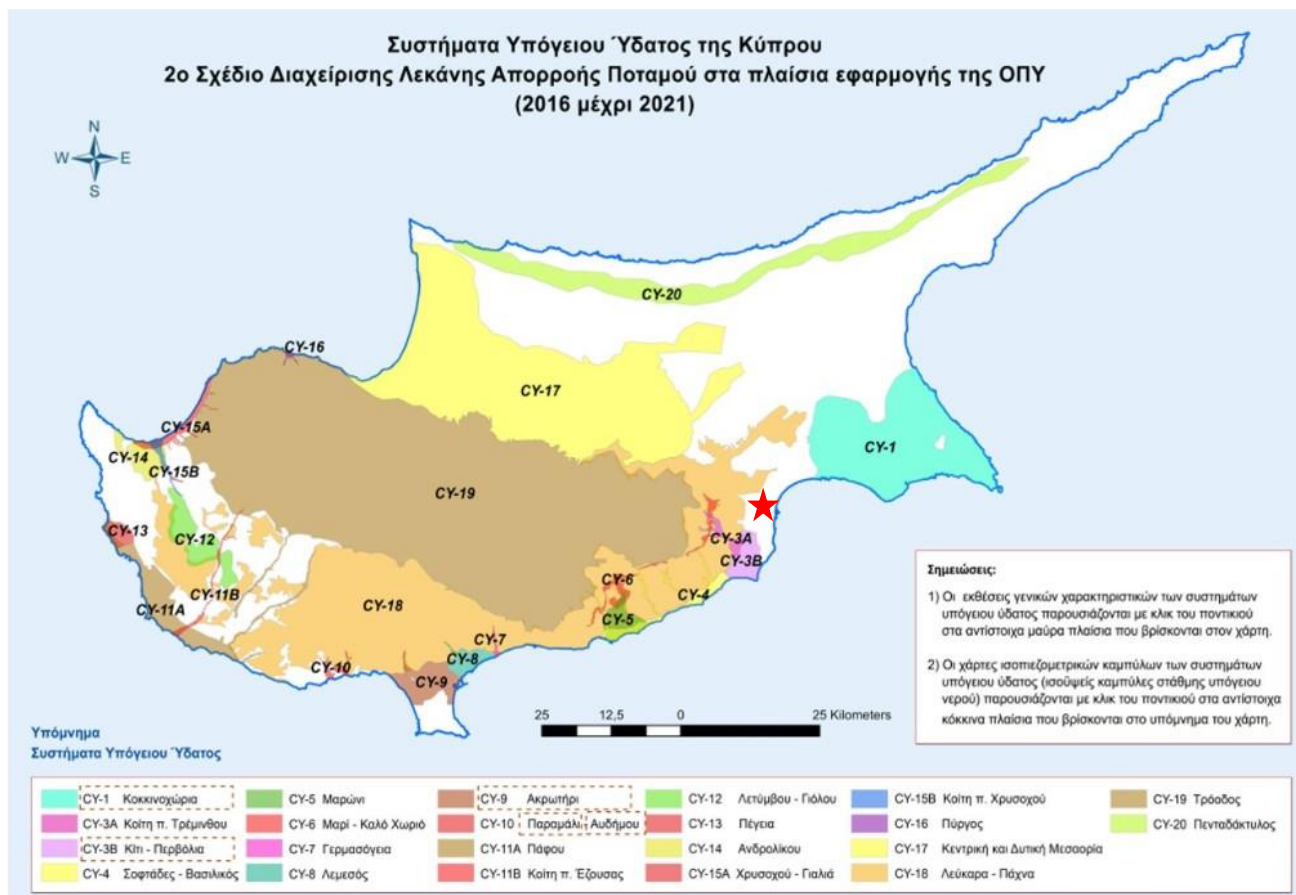 Συστήματα Υπόγειου Ύδατος της Κύπρου
2ο Σχέδιο Διαχείρισης Λεκάνης Απορροής Ποταμού στα πλαίσια εφαρμογής της ΟΠΥ
(2016 μέχρι 2021)
N
W E
S
CY-20
CY-16
CY-17
CY-15A
CY-1
CY-14
CY-15B
CY-19
CY-13
CY-12
CY-3A
CY-3B
CY-6
CY-11B
CY-4
CY-11A
CY-18
CY-5
CY-7
CY-8
CY-10
CY-9
25 12,5 0 25 Kilometers
Σημειώσεις:
1) Οι εκθέσεις γενικών χαρακτηριστικών των συστημάτων
υπόγειου ύδατος παρουσιάζονται με κλικ του ποντικιού
στα αντίστοιχα μαύρα πλαίσια που βρίσκονται στον χάρτη.
2) Οι χάρτες ισοπιεζομετρικών καμπύλων των συστημάτων
υπόγειου ύδατος (ισοϋψείς καμπύλες στάθμης υπόγειου
νερού) παρουσιάζονται με κλικ του ποντικιού στα αντίστοιχα
κόκκινα πλαίσια που βρίσκονται στο υπόμνημα του χάρτη.
Υπόμνημα
Συστήματα Υπόγειου Ύδατος
CY-1 Κοκκινοχώρια
CY-3A Κοίτη π. Τρέμινθου
CY-3B Κίτι - Περβόλια
CY-4 Σοφτάδες - Βασιλικός
CY-5 Μαρώνι
CY-6 Μαρί - Καλό Χωριό
CY-7 Γερμασόγεια
CY-8 Λεμεσός
CY-9 Ακρωτήρι
CY-10 Παραμάλι Αυδήμου
CY-11A Πάφου
CY-11B Κοίτη π. Έζουσας
CY-12 Λετύμβου - Γιόλου
CY-13 Πέγεια
CY-14 Ανδρολίκου
CY-15A Χρυσοχού - Γιαλιά
CY-15B Κοίτη π. Χρυσοχού
CY-16 Πύργος
CY-17 Κεντρική και Δυτική Μεσαορία
CY-18 Λεύκαρα - Πάχνα
CY-19 Τρόαδος
CY-20 Πενταδάκτυλος